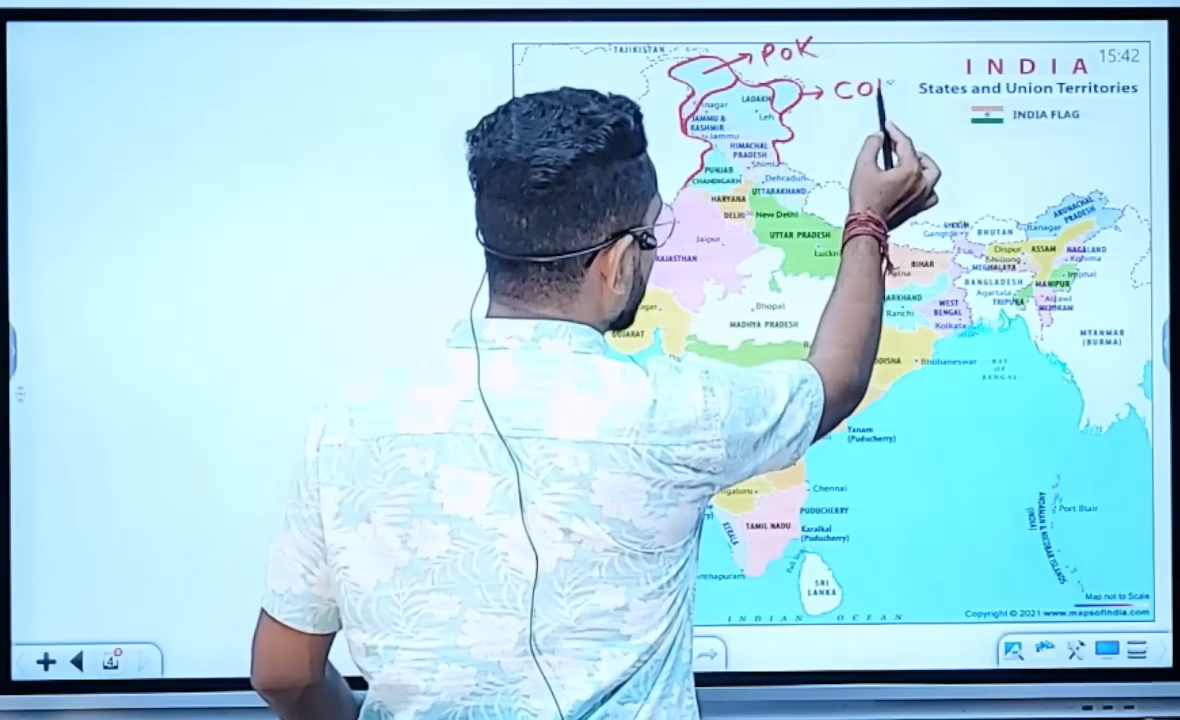 TAJIKISTAN
POK
15:42
INDIA
States and Union Territories
INDIA FLAG
LADAKH
Leh
JAMMU &
KASHMIR
Jammu
HIMACHAL
PRADESH
PUNJAB
CHANDIGARH
Dehradun
UTTARAKHAND
HARYANA
DELHI
New Delhi
UTTAR PRADESH
Jaipur
RAJASTHAN
ARUNACHAL
PRADESH
Itanagar
SIKKIM
Gangtok
BHUTAN
Dispur
ASSAM
NAGALAND
Kohima
Shillong
MEGHALAYA
Imphal
BIHAR
Patna
BANGLADESH
MANIPUR
Agartala
TRIPURA
Aizawl
MIZORAM
Ranchi
WEST
BENGAL
Kolkata
Bhopal
MADHYA PRADESH
GUJARAT
MYANMAR
(BURMA)
Bhubaneswar
BAY
OF
BENGAL
Yanam
(Puducherry)
Chennai
PUDUCHERRY
TAMIL NADU
Karaikal
(Puducherry)
KERALA
SRI
LANKA
Port Blair
ANDAMAN & NICOBAR ISLANDS
(INDIA)
INDIAN OCEAN
Map not to Scale
Copyright © 2021 www.mapsofindia.com
4